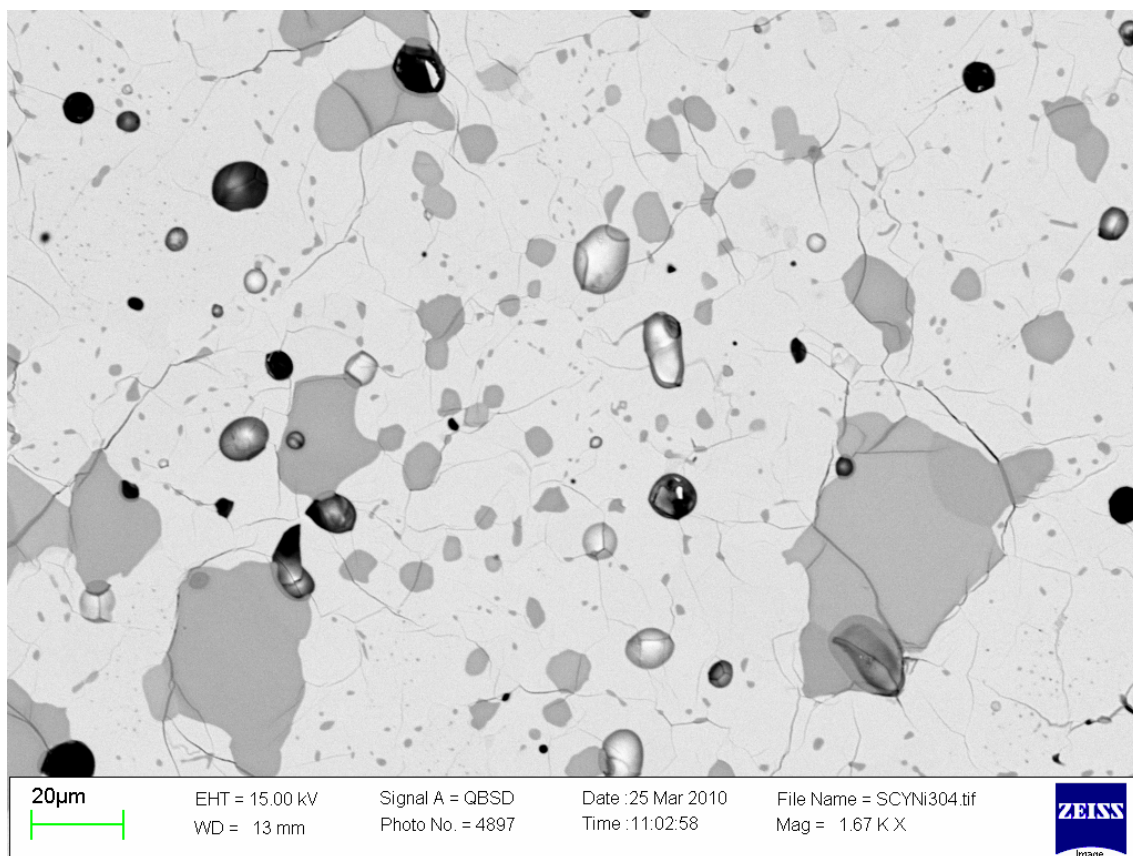 20µm
EHT = 15.00 kV
WD = 13 mm
Signal A = QBSD
Photo No. = 4897
Date :25 Mar 2010
Time :11:02:58
File Name = SCYNi304.tif
Mag = 1.67 K X
ZEISS
Image